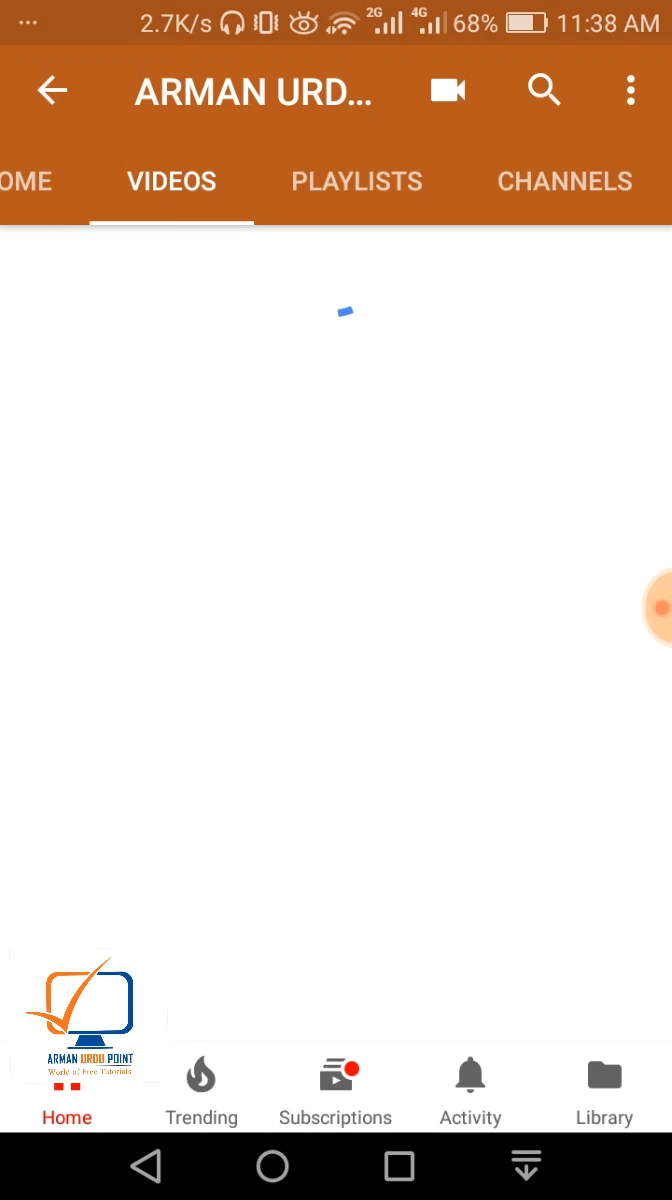 2.7K/s 2G 4G 68% 11:38 AM
ARMAN URD...
OME VIDEOS PLAYLISTS CHANNELS
ARMAN URDU POINT
World of Free Tutorials
Home Trending Subscriptions Activity Library